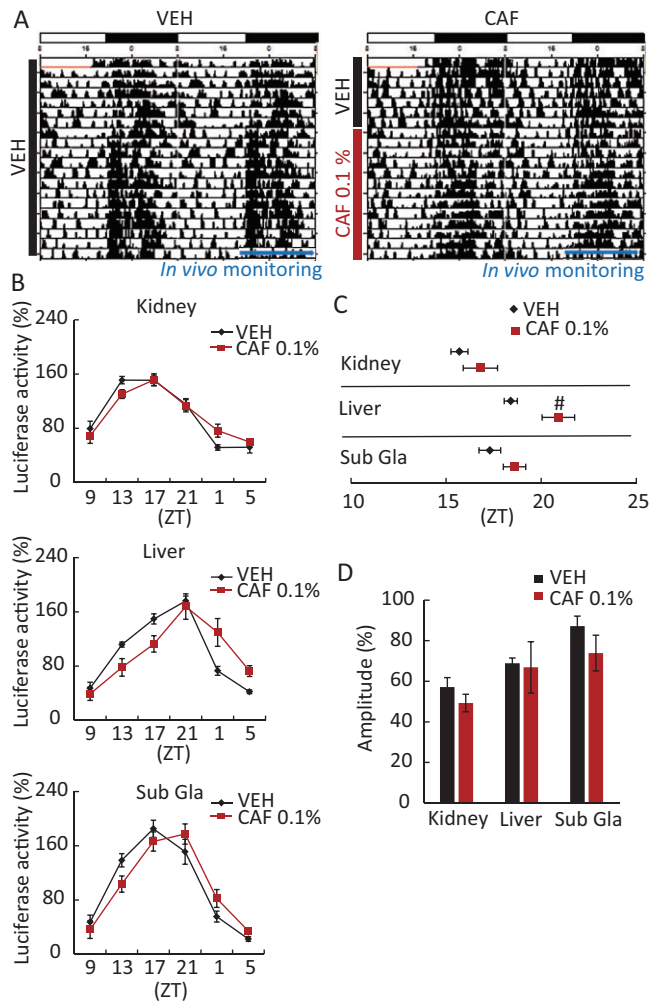 A
VEH
CAF
8 16 0 8 16 0 8
8 16 0 8 16 0 8
VEH
VEH
CAF 0.1 %
In vivo monitoring
In vivo monitoring
B
Kidney
Luciferase activity (%)
240
160
80
0
VEH
CAF 0.1%
9 13 17 21 1 5
(ZT)
Liver
Luciferase activity (%)
240
160
80
0
VEH
CAF 0.1%
9 13 17 21 1 5
(ZT)
Sub Gla
Luciferase activity (%)
240
160
80
0
VEH
CAF 0.1%
9 13 17 21 1 5
(ZT)
C
VEH
CAF 0.1%
Kidney
Liver
#
Sub Gla
10 15 20 25
(ZT)
D
VEH
CAF 0.1%
Amplitude (%)
100
80
60
40
20
0
Kidney Liver Sub Gla